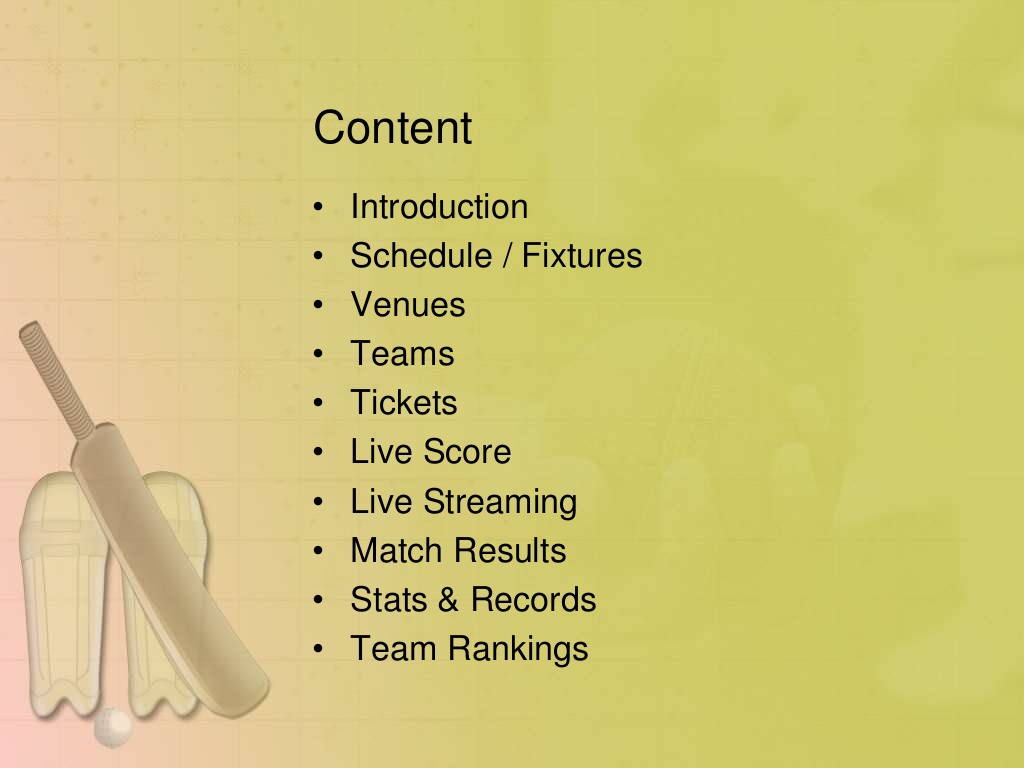 Content
• Introduction
• Schedule / Fixtures
• Venues
• Teams
• Tickets
• Live Score
• Live Streaming
• Match Results
• Stats & Records
• Team Rankings